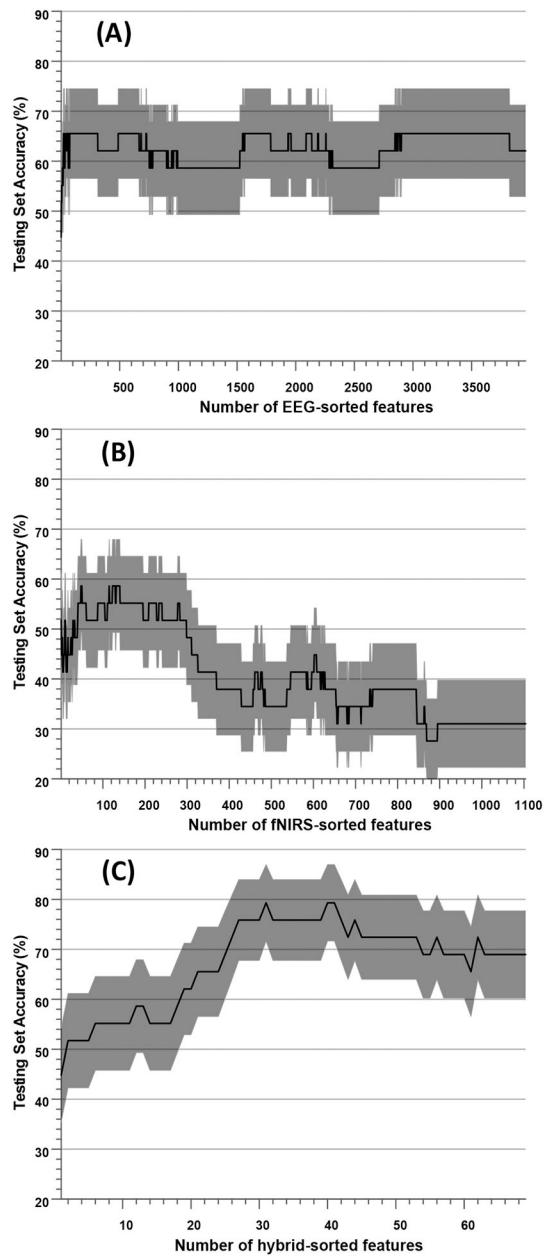 (A)
Testing Set Accuracy (%)
90
80
70
60
50
40
30
20
500 1000 1500 2000 2500 3000 3500
Number of EEG-sorted features
(B)
Testing Set Accuracy (%)
90
80
70
60
50
40
30
20
100 200 300 400 500 600 700 800 900 1000 1100
Number of fNIRS-sorted features
(C)
Testing Set Accuracy (%)
90
80
70
60
50
40
30
20
10 20 30 40 50 60
Number of hybrid-sorted features